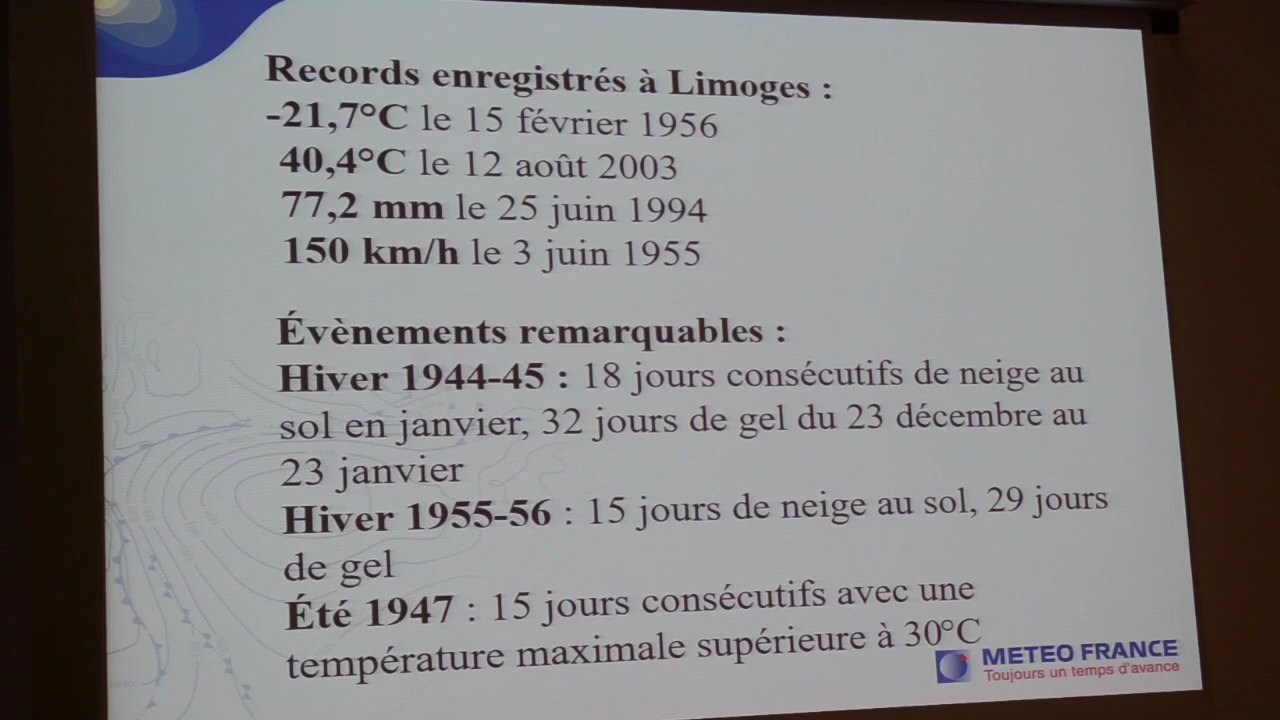 Records enregistrés à Limoges :
-21,7°C le 15 février 1956
40,4°C le 12 août 2003
77,2 mm le 25 juin 1994
150 km/h le 3 juin 1955
Évènements remarquables :
Hiver 1944-45 : 18 jours consécutifs de neige au
sol en janvier, 32 jours de gel du 23 décembre au
23 janvier
Hiver 1955-56 : 15 jours de neige au sol, 29 jours
de gel
Été 1947 : 15 jours consécutifs avec une
température maximale supérieure à 30°C
METEO FRANCE
Toujours un temps d'avance